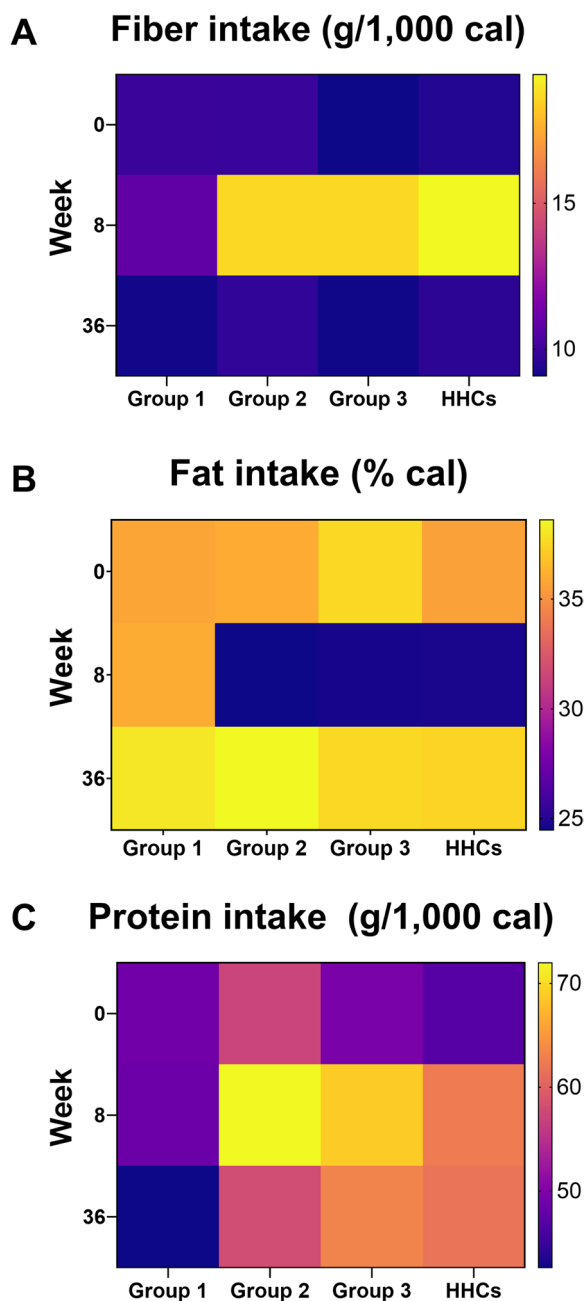 A
Fiber intake (g/1,000 cal)
Week
0
8
36
Group 1 Group 2 Group 3 HHCs
15
10
B
Fat intake (% cal)
Week
0
8
36
Group 1 Group 2 Group 3 HHCs
35
30
25
C
Protein intake (g/1,000 cal)
Week
0
8
36
Group 1 Group 2 Group 3 HHCs
70
60
50